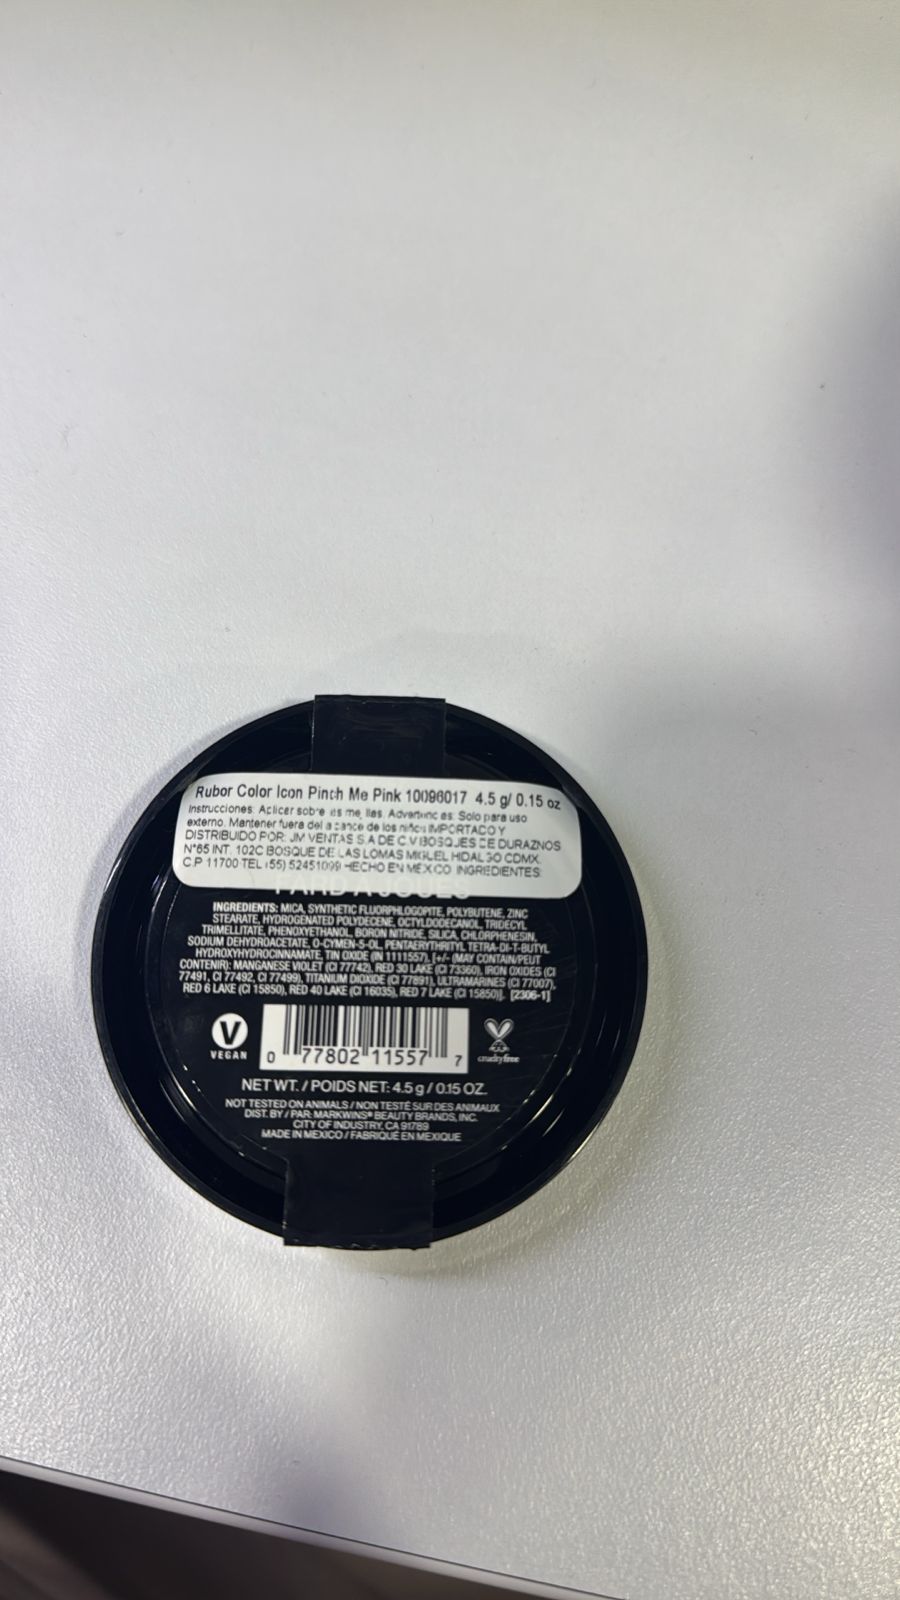 Rubor Color Icon Pinch Me Pink 10096017 4.5 g/ 0.15 oz
Instrucciones: Aplicar sobre las mejillas. Solo para uso
externo. Mantener fuera del alcance de los niños IMPORTADO Y
DISTRIBUIDO POR: JM VENTAS S.A DE C.V BOSQUES DE DURAZNOS
N°65 INT. 102C BOSQUE DE LAS LOMAS MIGUEL HIDALGO CDMX.
C.P 11700 TEL (55) 52451099 HECHO EN MEXICO INGREDIENTES:
FARD À JOUES
INGREDIENTS: MICA, SYNTHETIC FLUORPHLOGOPITE, POLYBUTENE, ZINC
STEARATE, HYDROGENATED POLYDECENE, OCTYLDODECANOL, TRIDECYL
TRIMELLITATE, PHENOXYETHANOL, BORON NITRIDE, SILICA, CHLORPHENESIN,
SODIUM DEHYDROACETATE, O-CYMEN-5-OL, PENTAERYTHRITYL TETRA-DI-T-BUTYL
HYDROXYHYDROCINNAMATE, TIN OXIDE (IN 1111557). [+/- (MAY CONTAIN/PEUT
CONTENIR): MANGANESE VIOLET (CI 77742), RED 30 LAKE (CI 73360), IRON OXIDES (CI
77491, CI 77492, CI 77499), TITANIUM DIOXIDE (CI 77891), ULTRAMARINES (CI 77007),
RED 6 LAKE (CI 15850), RED 40 LAKE (CI 16035), RED 7 LAKE (CI 15850)]. [2306-1]
V
VEGAN
0 77802 11557 7
crueltyfree
NET WT. / POIDS NET: 4.5 g / 0.15 OZ.
NOT TESTED ON ANIMALS / NON TESTÉ SUR DES ANIMAUX
DIST. BY / PAR: MARKWINS® BEAUTY BRANDS, INC.
CITY OF INDUSTRY, CA 91789
MADE IN MEXICO / FABRIQUÉ EN MEXIQUE